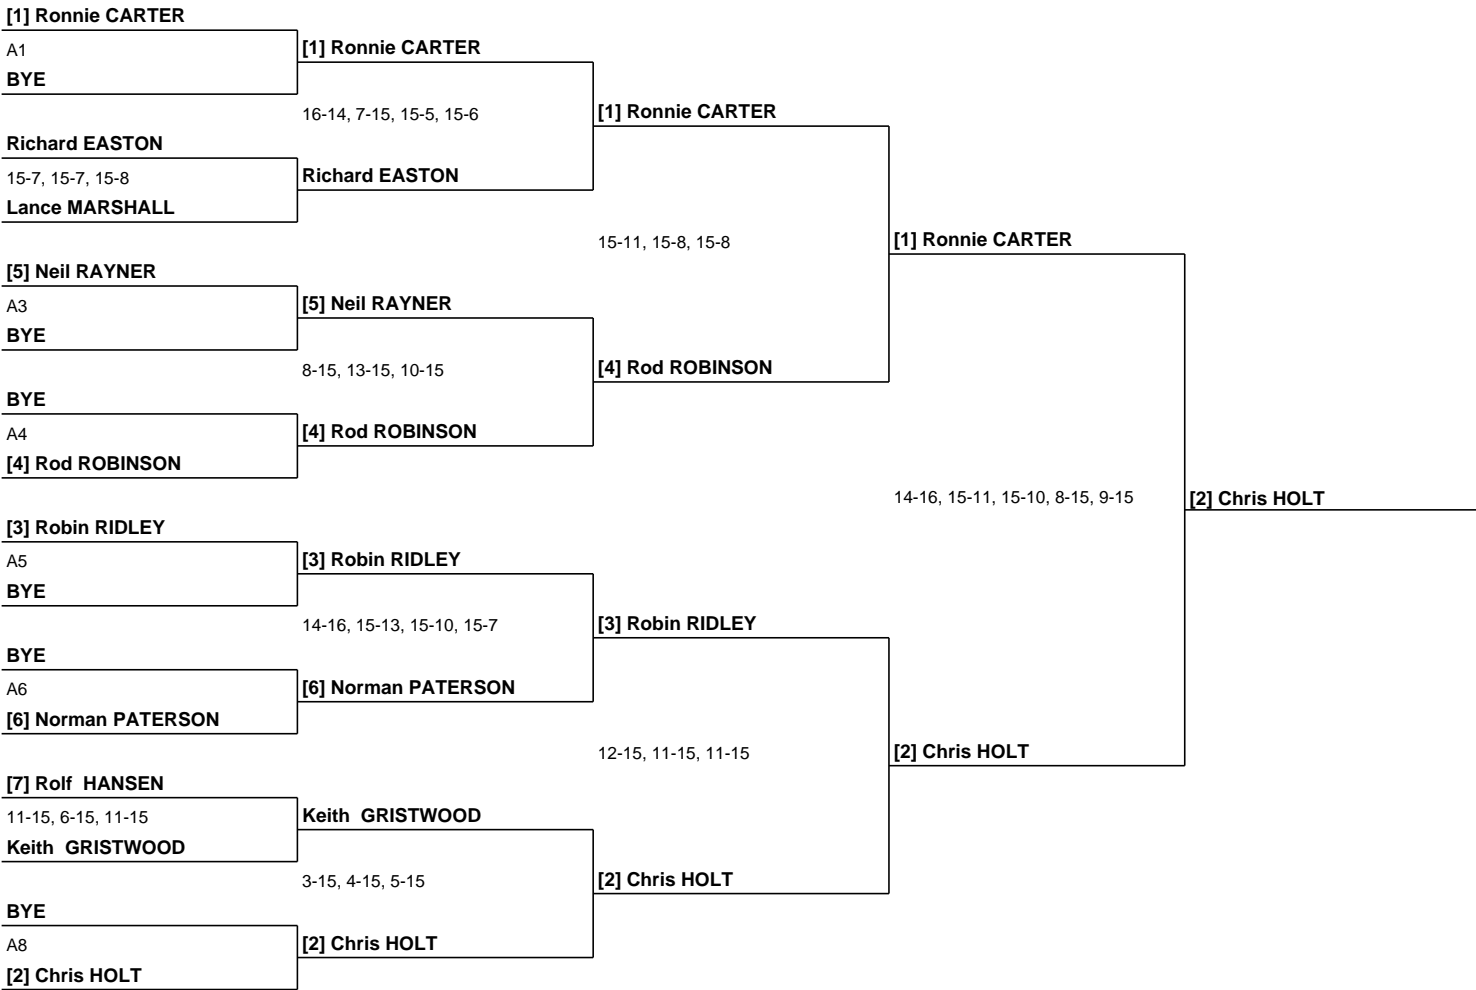 [1] Ronnie CARTER
A1
BYE
Richard EASTON
15-7, 15-7, 15-8
Lance MARSHALL
[5] Neil RAYNER
A3
BYE
BYE
A4
[4] Rod ROBINSON
[3] Robin RIDLEY
A5
BYE
BYE
A6
[6] Norman PATERSON
[7] Rolf  HANSEN
11-15, 6-15, 11-15
Keith  GRISTWOOD
BYE
A8
[2] Chris HOLT
[1] Ronnie CARTER
16-14, 7-15, 15-5, 15-6
Richard EASTON
[5] Neil RAYNER
8-15, 13-15, 10-15
[4] Rod ROBINSON
[3] Robin RIDLEY
14-16, 15-13, 15-10, 15-7
[6] Norman PATERSON
Keith  GRISTWOOD
3-15, 4-15, 5-15
[2] Chris HOLT
[1] Ronnie CARTER
15-11, 15-8, 15-8
[4] Rod ROBINSON
[3] Robin RIDLEY
12-15, 11-15, 11-15
[2] Chris HOLT
[1] Ronnie CARTER
14-16, 15-11, 15-10, 8-15, 9-15
[2] Chris HOLT
[2] Chris HOLT